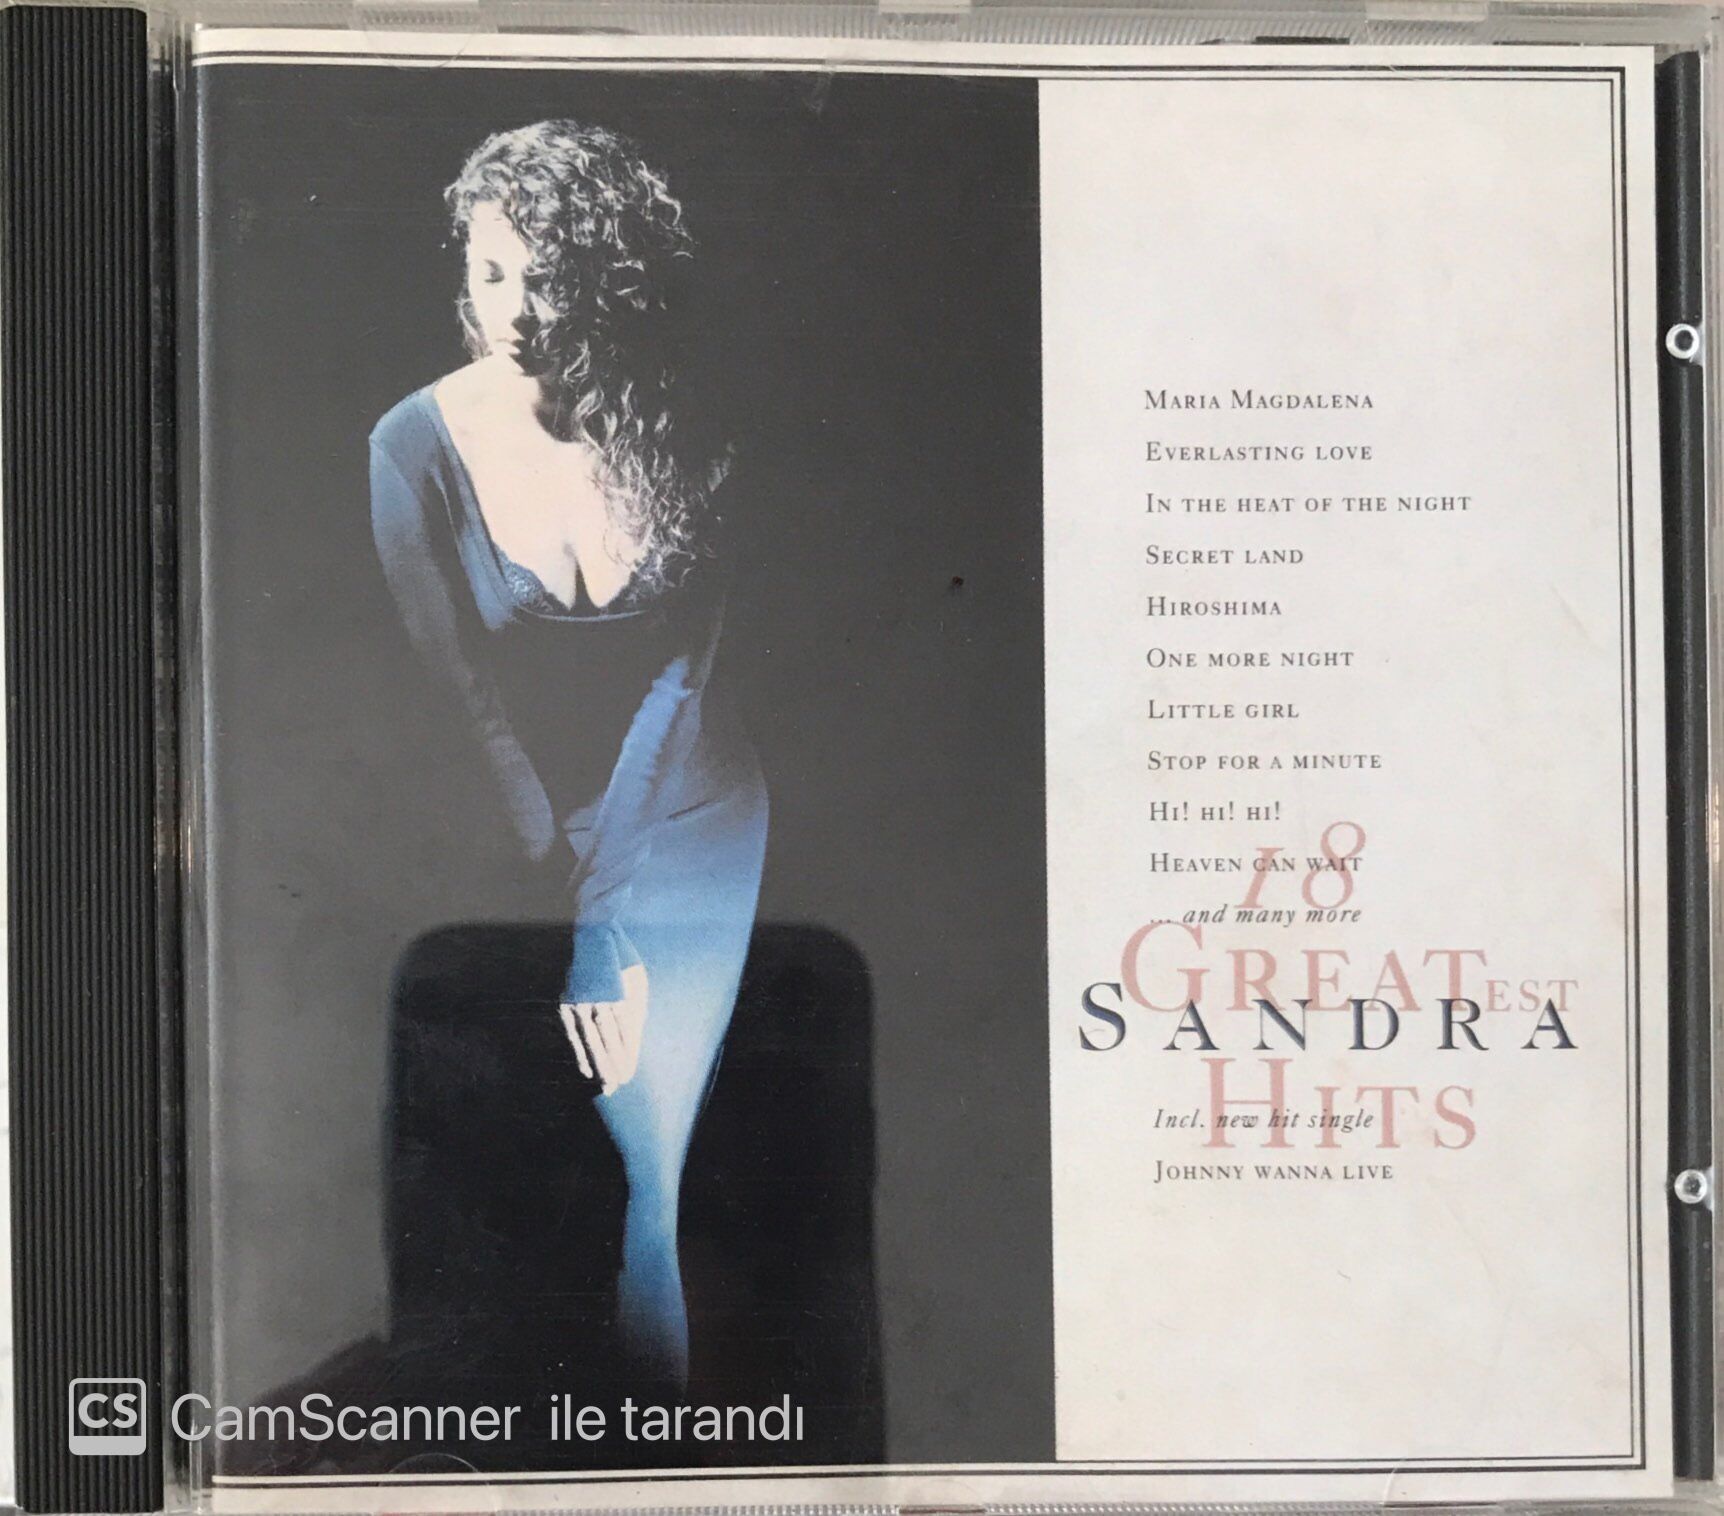 MARIA MAGDALENA
EVERLASTING LOVE
IN THE HEAT OF THE NIGHT
SECRET LAND
HIROSHIMA
ONE MORE NIGHT
LITTLE GIRL
STOP FOR A MINUTE
HI! HI! HI!
HEAVEN CAN WAIT
... and many more
18
GREATEST
SANDRA
HITS
Incl. new hit single
JOHNNY WANNA LIVE
CS CamScanner ile tarandı